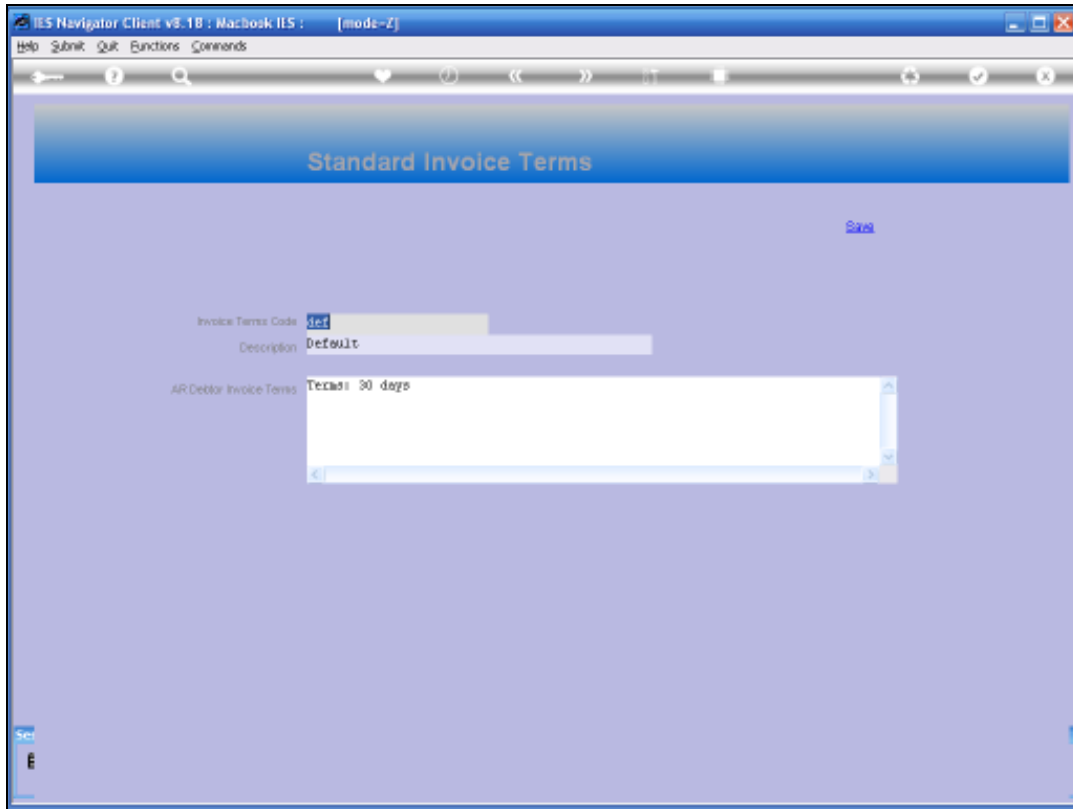 IES Navigator Client v8.1B : Macbook IES :    [mode-Z]
Help Submit Quit Functions Commands
Standard Invoice Terms
Save
Invoice Terms Code def
Description Default
AR Debtor Invoice Terms Terms: 30 days